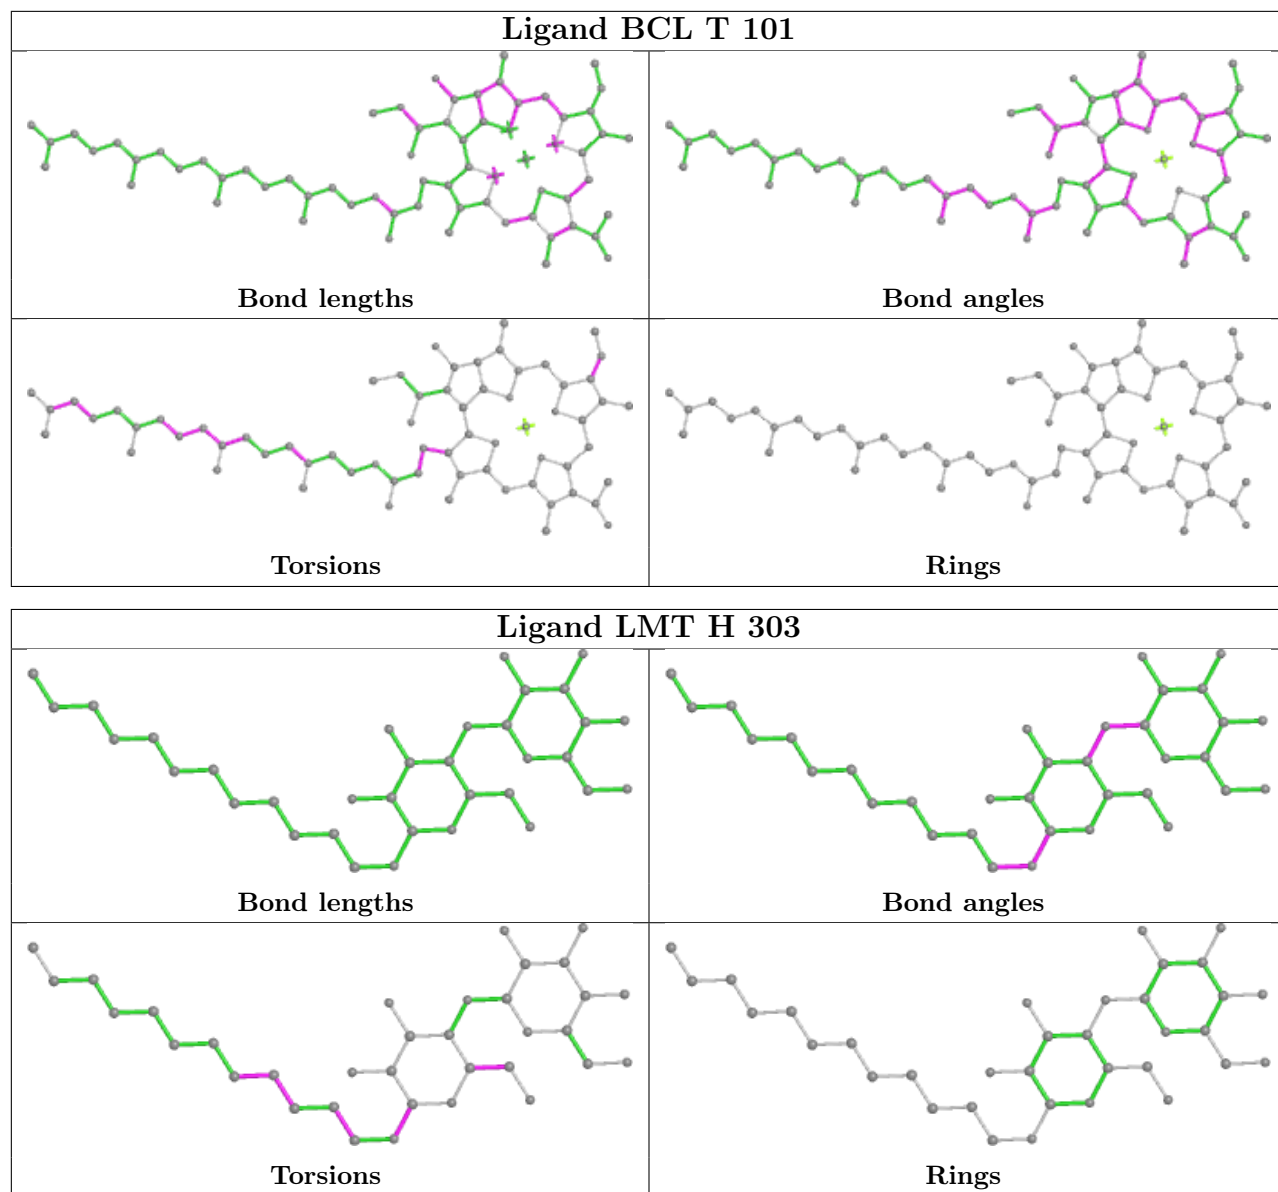 Ligand BCL T 101
Bond lengths
Bond angles
Torsions
Rings
Ligand LMT H 303
Bond lengths
Bond angles
Torsions
Rings